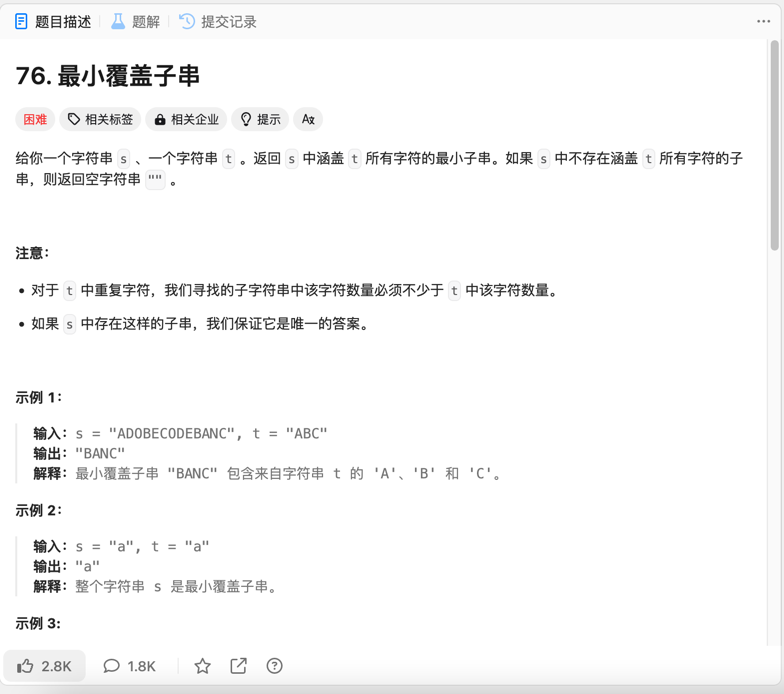 题目描述 题解 提交记录
76. 最小覆盖子串
困难 相关标签 相关企业 提示
给你一个字符串 s 、一个字符串 t 。返回 s 中涵盖 t 所有字符的最小子串。如果 s 中不存在涵盖 t 所有字符的子
串，则返回空字符串 "" 。
注意：
• 对于 t 中重复字符，我们寻找的子字符串中该字符数量必须不少于 t 中该字符数量。
• 如果 s 中存在这样的子串，我们保证它是唯一的答案。
示例 1：
输入：s = "ADOBECODEBANC", t = "ABC"
输出："BANC"
解释：最小覆盖子串 "BANC" 包含来自字符串 t 的 'A'、'B' 和 'C'。
示例 2：
输入：s = "a", t = "a"
输出："a"
解释：整个字符串 s 是最小覆盖子串。
示例 3:
2.8K 1.8K